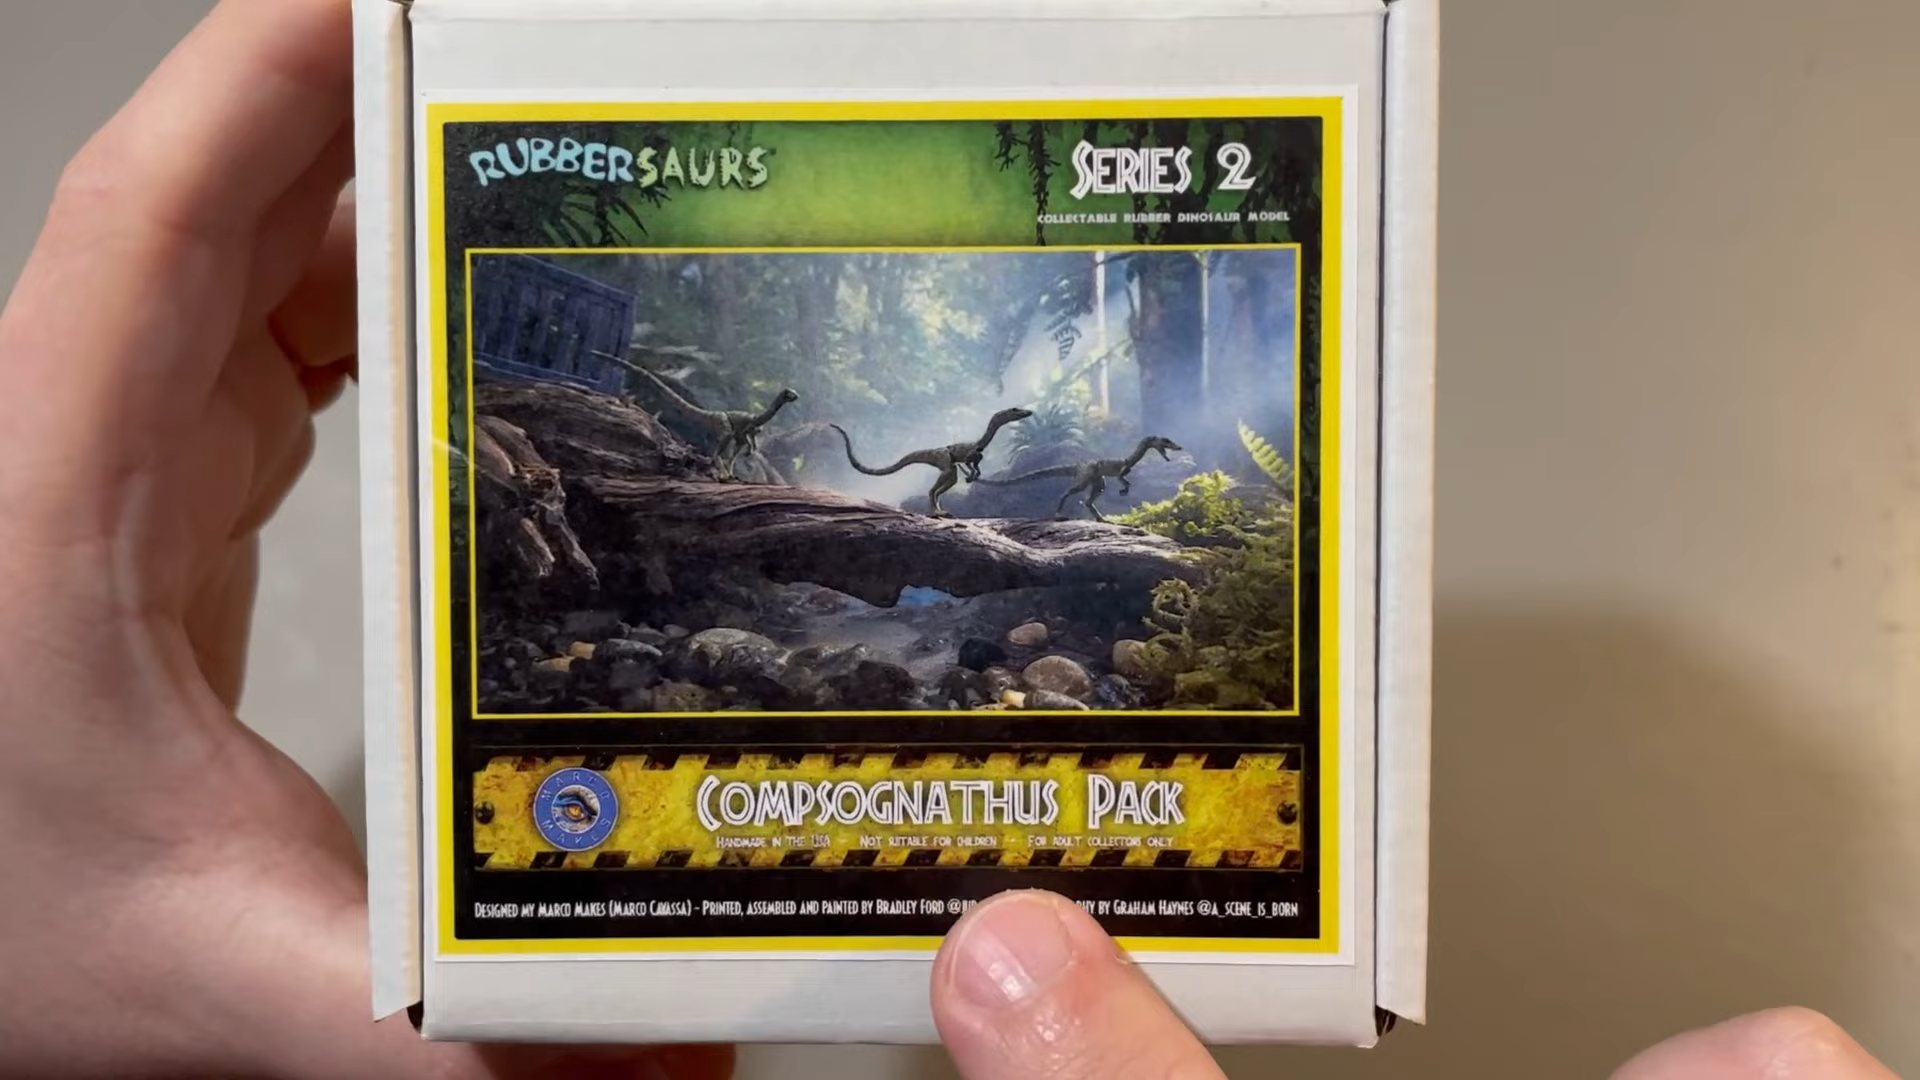 RUBBERSAURS
SERIES 2
COLLECTABLE RUBBER DINOSAUR MODEL
MARCO MAKES
COMPSOGNATHUS PACK
HANDMADE IN THE USA - NOT SUITABLE FOR CHILDREN - FOR ADULT COLLECTORS ONLY
DESIGNED MY MARCO MAKES (MARCO CAVASSA) - PRINTED, ASSEMBLED AND PAINTED BY BRADLEY FORD BY GRAHAM HAYNES @A_SCENE_IS_BORN